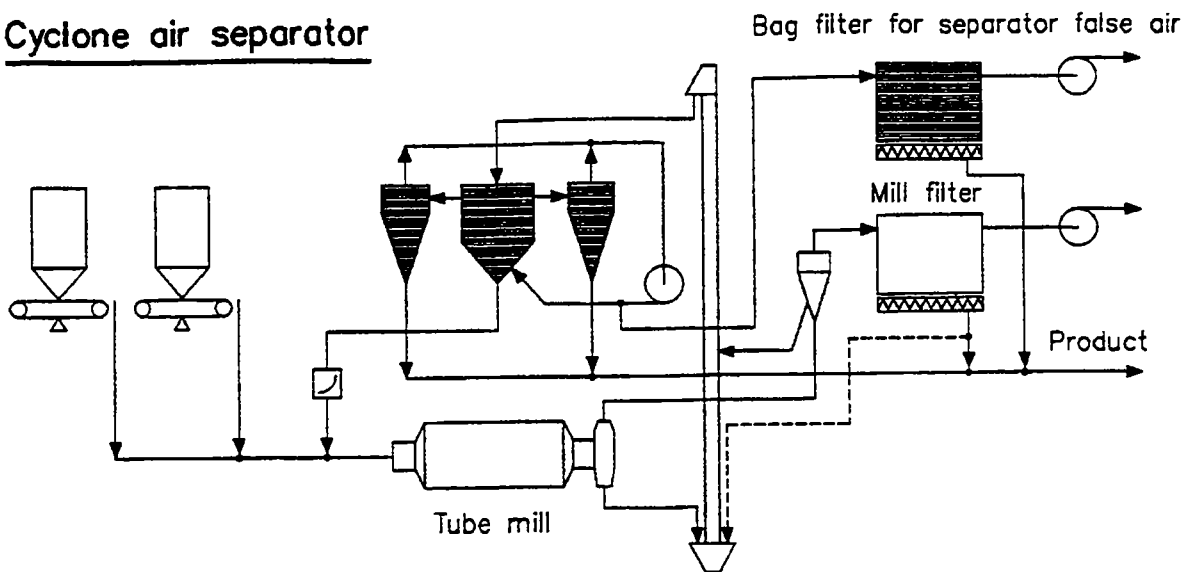 Cyclone air separator
Bag filter for separator false air
Mill filter
Product
Tube mill